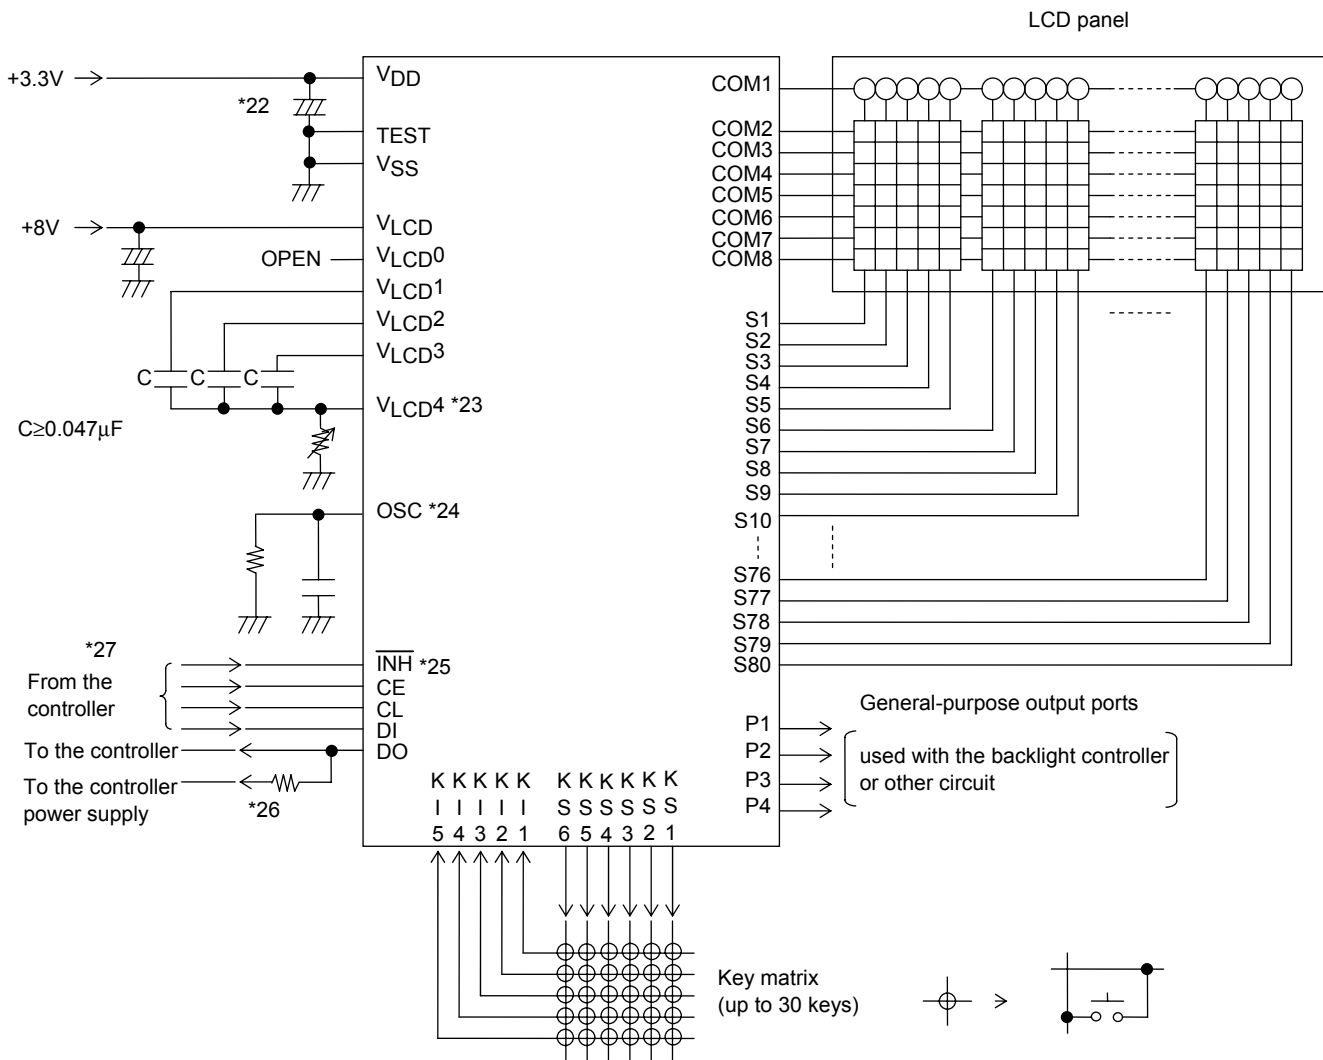 LCD panel
+3.3V
*22
VDD
TEST
VSS
+8V
VLCD
OPEN
VLCD0
VLCD1
VLCD2
VLCD3
C C C
VLCD4 *23
C≥0.047μF
OSC *24
*27
From the
controller
INH *25
CE
CL
DI
To the controller
DO
To the controller
power supply
*26
COM1
COM2
COM3
COM4
COM5
COM6
COM7
COM8
S1
S2
S3
S4
S5
S6
S7
S8
S9
S10
S76
S77
S78
S79
S80
General-purpose output ports
P1
P2
P3
P4
used with the backlight controller
or other circuit
K K K K K K K K K K K
I I I I I S S S S S S
5 4 3 2 1 6 5 4 3 2 1
Key matrix
(up to 30 keys)